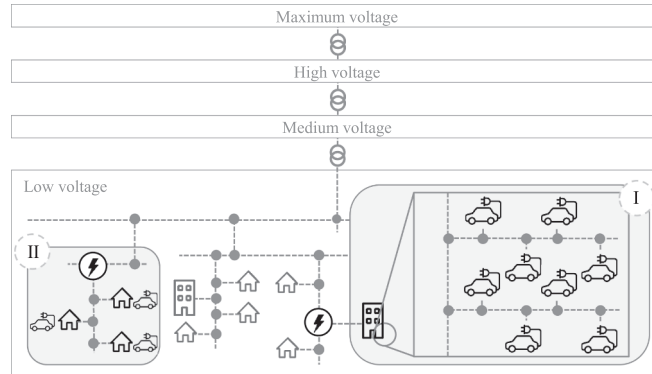 Maximum voltage
High voltage
Medium voltage
Low voltage
I
II